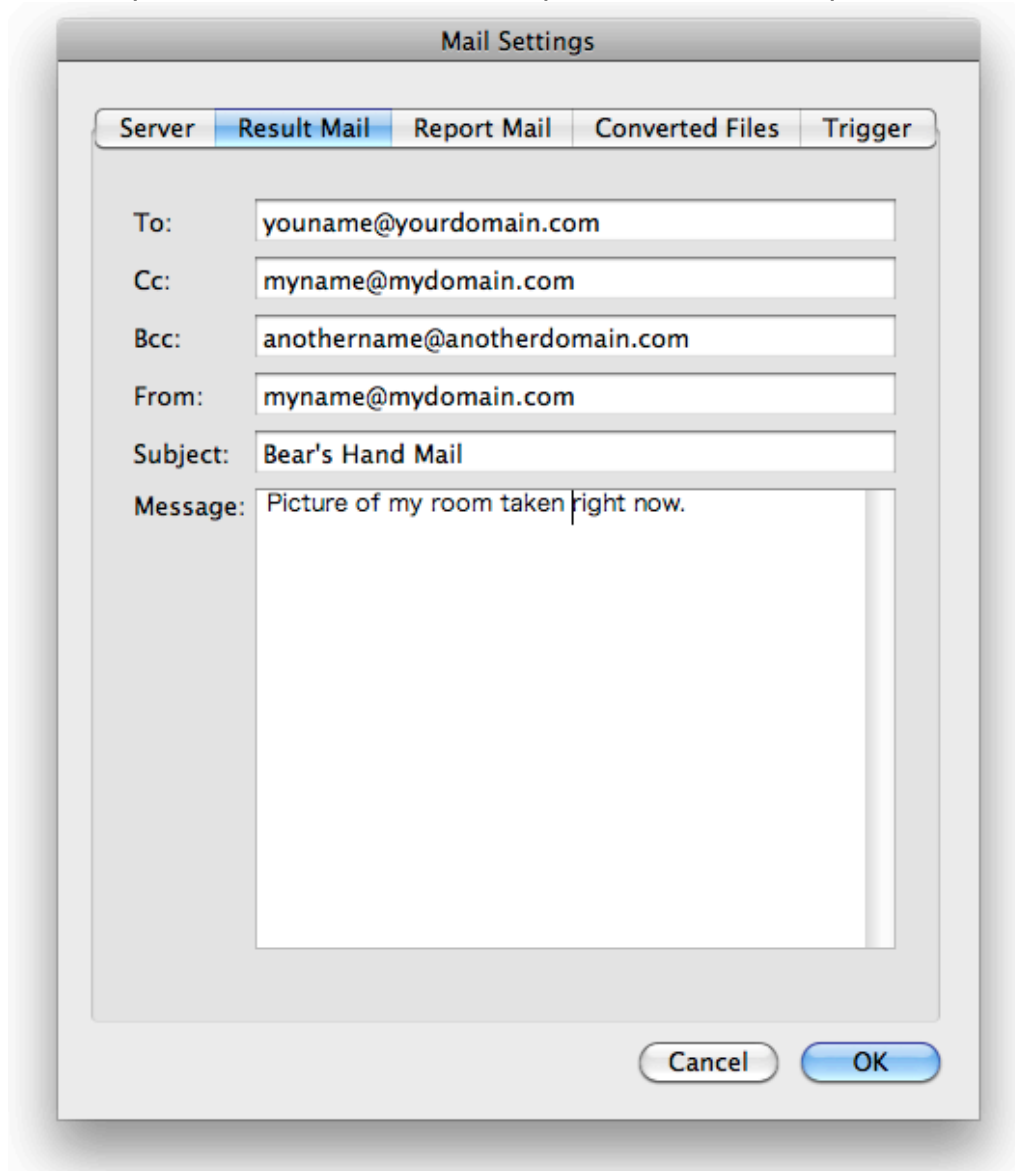 Mail Settings
Server Result Mail Report Mail Converted Files Trigger
To: youname@yourdomain.com
Cc: myname@mydomain.com
Bcc: anothername@anotherdomain.com
From: myname@mydomain.com
Subject: Bear's Hand Mail
Message: Picture of my room taken right now.
Cancel OK